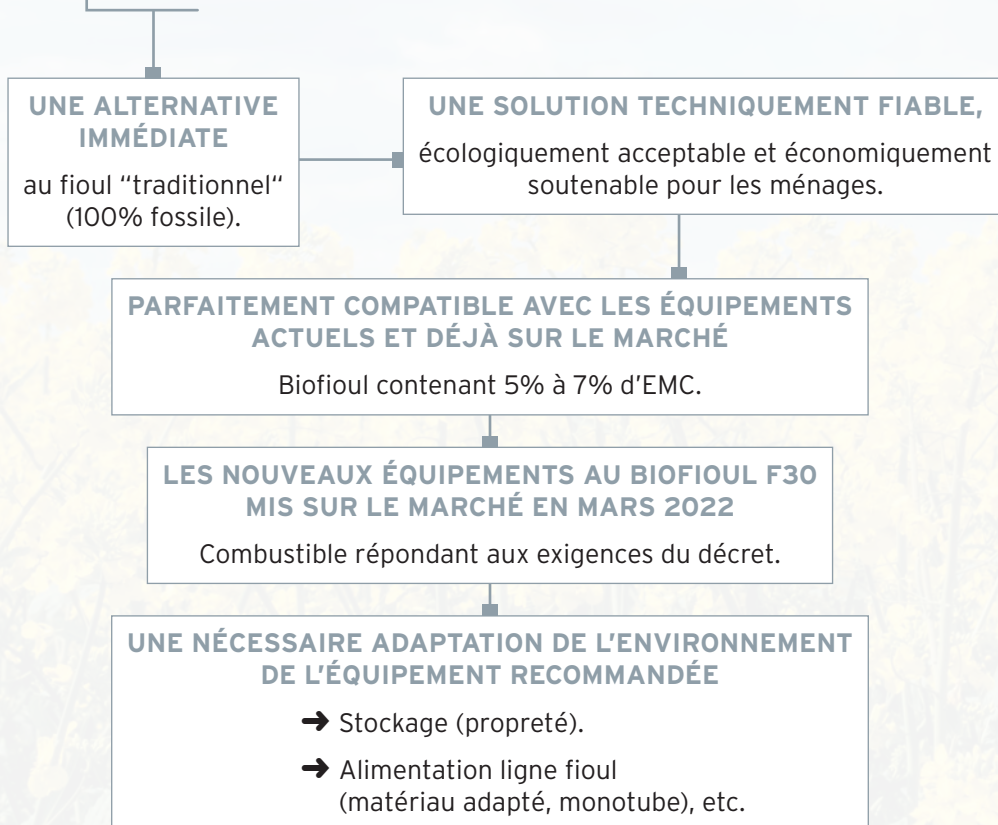 UNE ALTERNATIVE
IMMÉDIATE
au fioul “traditionnel“
(100% fossile).
UNE SOLUTION TECHNIQUEMENT FIABLE,
écologiquement acceptable et économiquement
soutenable pour les ménages.
PARFAITEMENT COMPATIBLE AVEC LES ÉQUIPEMENTS
ACTUELS ET DÉJÀ SUR LE MARCHÉ
Biofioul contenant 5% à 7% d’EMC.
LES NOUVEAUX ÉQUIPEMENTS AU BIOFIOUL F30
MIS SUR LE MARCHÉ EN MARS 2022
Combustible répondant aux exigences du décret.
UNE NÉCESSAIRE ADAPTATION DE L’ENVIRONNEMENT
DE L’ÉQUIPEMENT RECOMMANDÉE
➜ Stockage (propreté).
➜ Alimentation ligne fioul
(matériau adapté, monotube), etc.